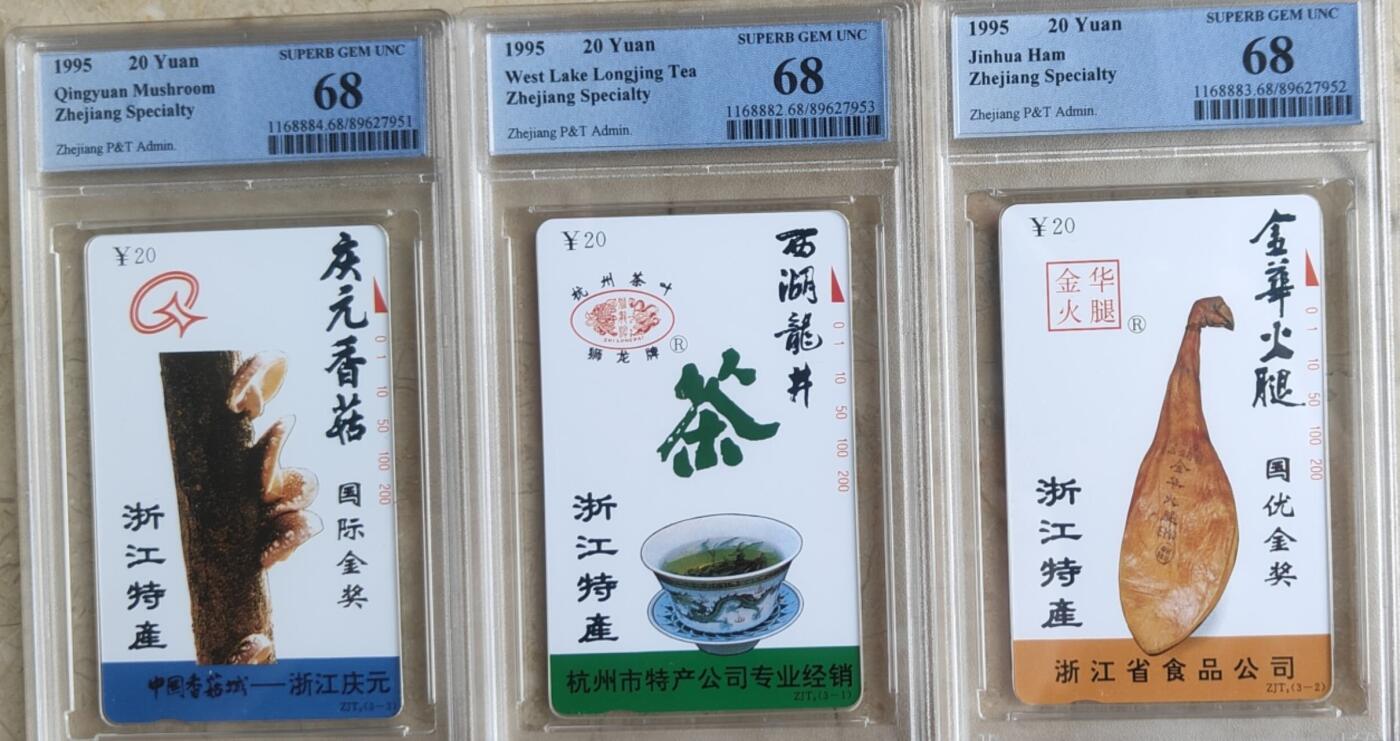 1995 20 Yuan
SUPERB GEM UNC
Qingyuan Mushroom
68
Zhejiang Specialty
1168884.68/89627951
Zhejiang P&T Admin.
¥20
庆元香菇
0 1 10 50 100 200
国际金奖
浙江特產
中国香菇城—浙江庆元
ZJT,(3-3)
1995 20 Yuan
SUPERB GEM UNC
West Lake Longjing Tea
68
Zhejiang Specialty
1168882.68/89627953
Zhejiang P&T Admin.
¥20
西湖龍井
杭州茶叶
狮龙牌
®
0 1 10 50 100 200
茶
浙江特產
杭州市特产公司专业经销
ZJT,(3-1)
1995 20 Yuan
SUPERB GEM UNC
Jinhua Ham
68
Zhejiang Specialty
1168883.68/89627952
Zhejiang P&T Admin.
¥20
金華火腿
金华
火腿
®
0 1 10 50 100 200
国优金奖
浙江特產
浙江省食品公司
ZJT,(3-2)